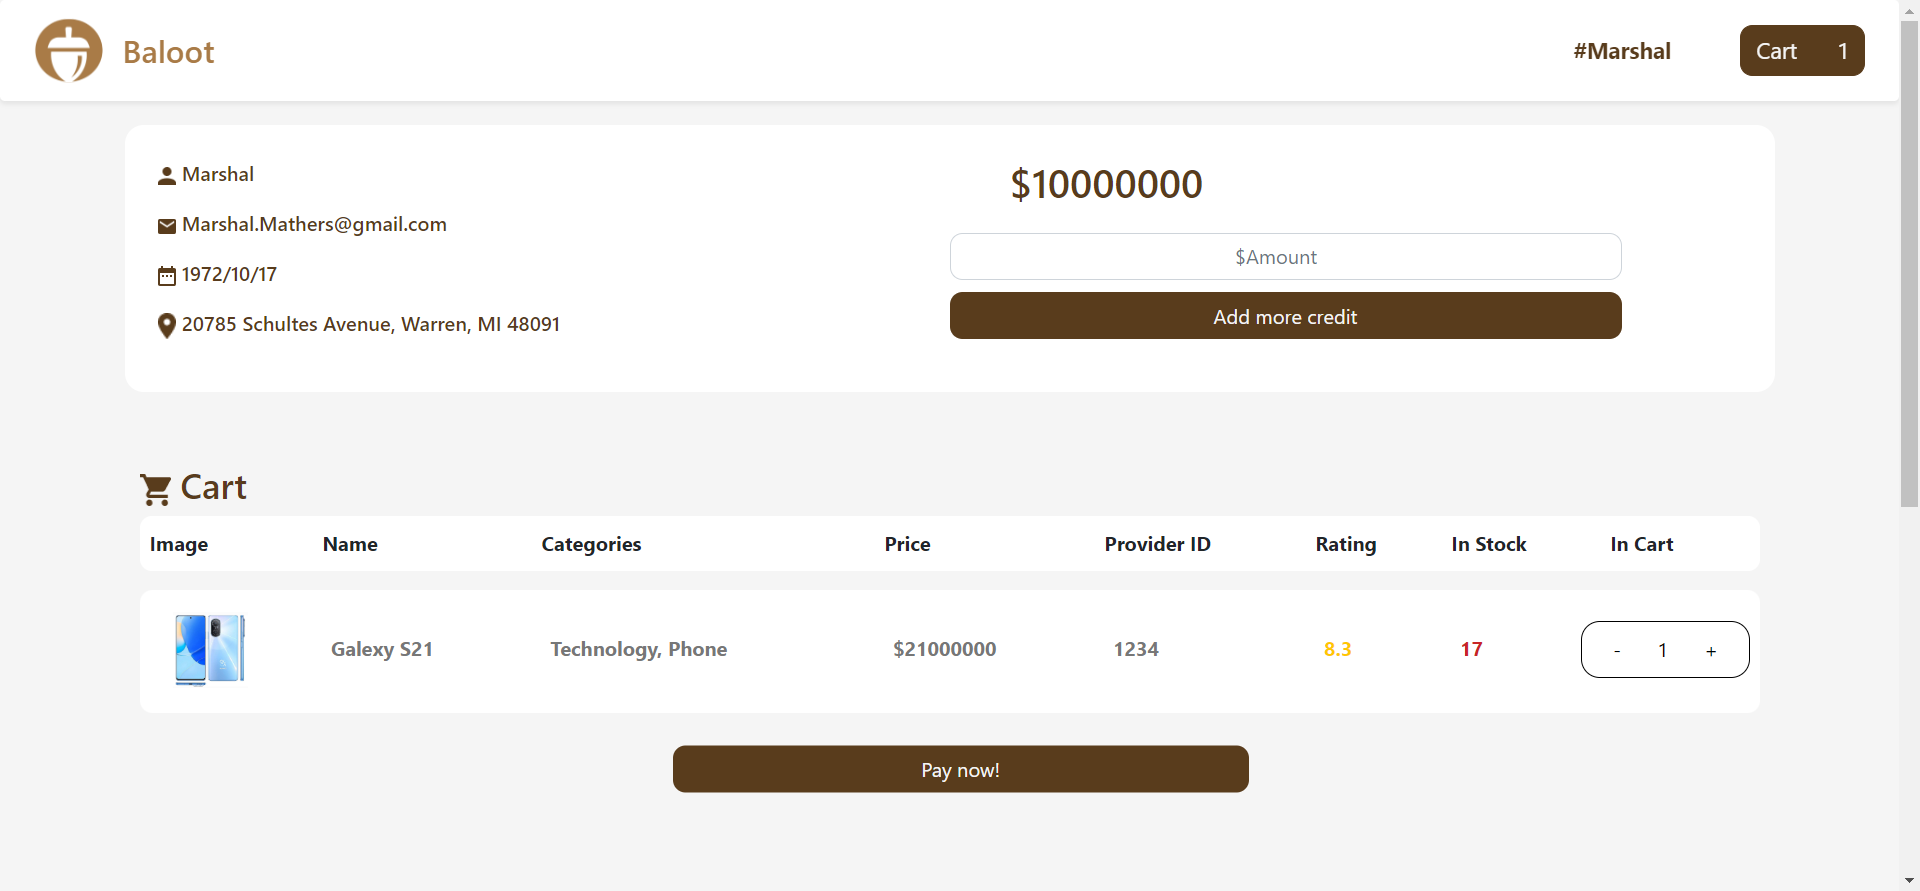 Baloot
#Marshal
Cart 1
Marshal
Marshal.Mathers@gmail.com
1972/10/17
20785 Schultes Avenue, Warren, MI 48091
$10000000
$Amount
Add more credit
Cart
Image Name Categories Price Provider ID Rating In Stock In Cart
Galexy S21 Technology, Phone $21000000 1234 8.3 17 - 1 +
Pay now!